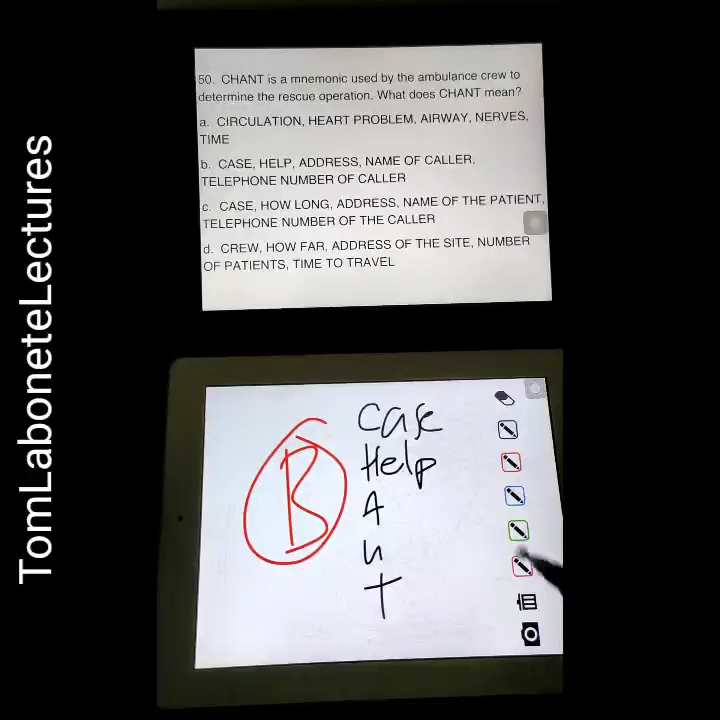 TomLaboneteLectures
50. CHANT is a mnemonic used by the ambulance crew to
determine the rescue operation. What does CHANT mean?
a. CIRCULATION, HEART PROBLEM, AIRWAY, NERVES,
TIME
b. CASE, HELP, ADDRESS, NAME OF CALLER,
TELEPHONE NUMBER OF CALLER
c. CASE, HOW LONG, ADDRESS, NAME OF THE PATIENT,
TELEPHONE NUMBER OF THE CALLER
d. CREW, HOW FAR, ADDRESS OF THE SITE, NUMBER
OF PATIENTS, TIME TO TRAVEL
B
Case
Help
A
N
T